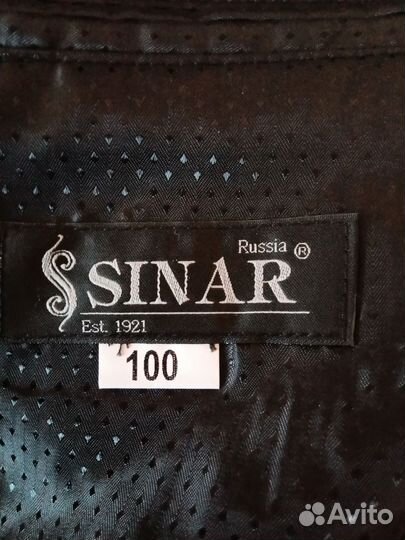 Russia ®
SINAR
Est. 1921
100
Avito